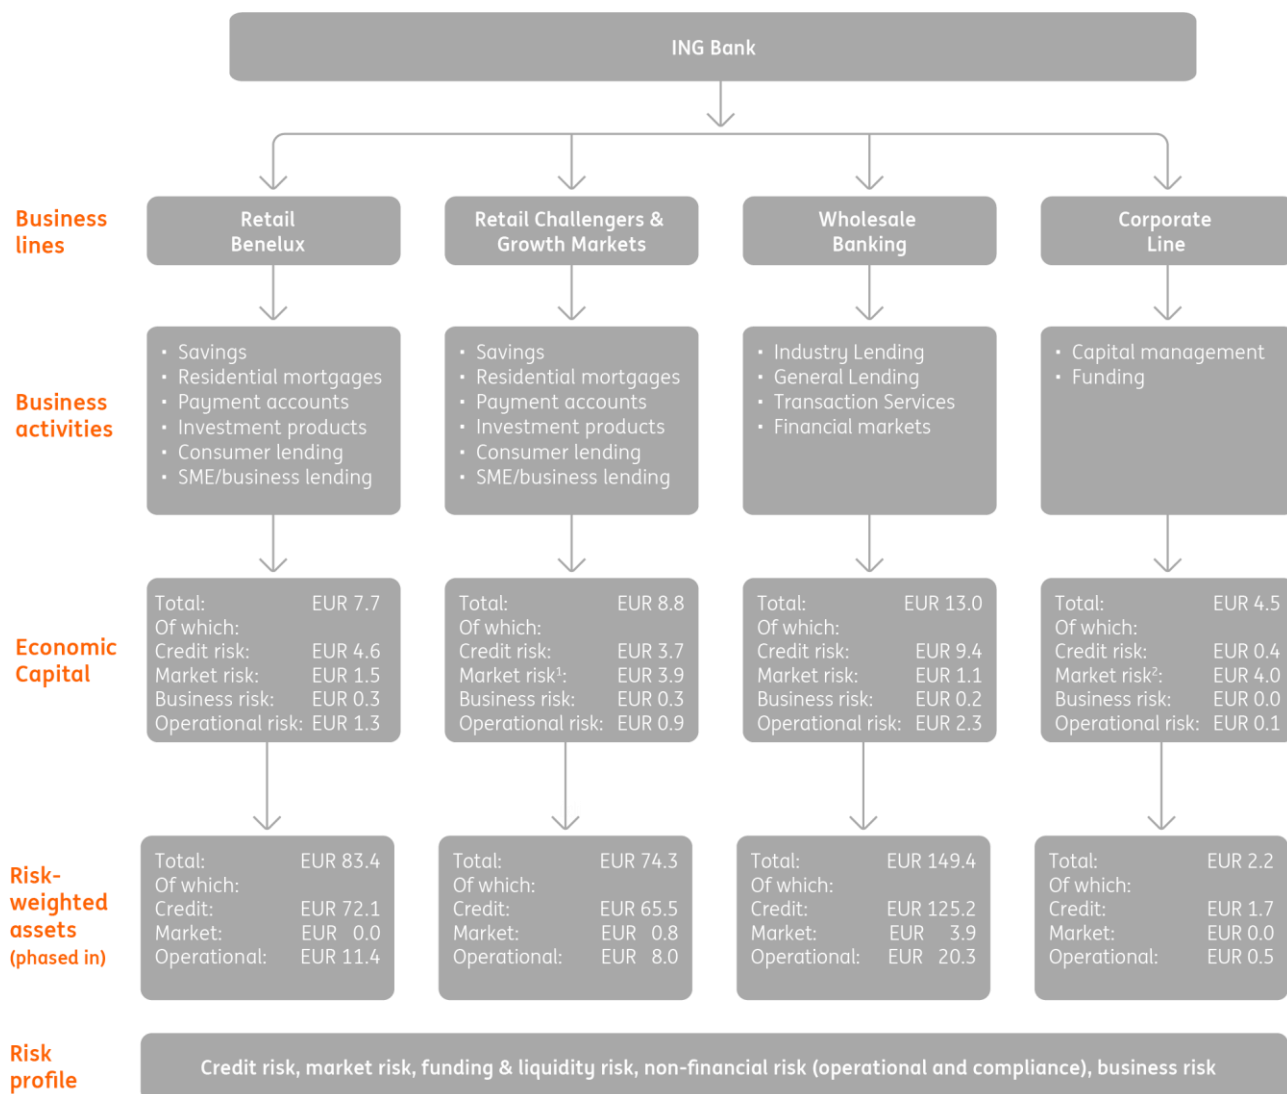 ING Bank
Business
lines
Retail
Benelux
Retail Challengers &
Growth Markets
Wholesale
Banking
Corporate
Line
Business
activities
• Savings
• Residential mortgages
• Payment accounts
• Investment products
• Consumer lending
• SME/business lending
• Savings
• Residential mortgages
• Payment accounts
• Investment products
• Consumer lending
• SME/business lending
• Industry Lending
• General Lending
• Transaction Services
• Financial markets
• Capital management
• Funding
Economic
Capital
Total: EUR 7.7
Of which:
Credit risk: EUR 4.6
Market risk: EUR 1.5
Business risk: EUR 0.3
Operational risk: EUR 1.3
Total: EUR 8.8
Of which:
Credit risk: EUR 3.7
Market risk¹: EUR 3.9
Business risk: EUR 0.3
Operational risk: EUR 0.9
Total: EUR 13.0
Of which:
Credit risk: EUR 9.4
Market risk: EUR 1.1
Business risk: EUR 0.2
Operational risk: EUR 2.3
Total: EUR 4.5
Of which:
Credit risk: EUR 0.4
Market risk²: EUR 4.0
Business risk: EUR 0.0
Operational risk: EUR 0.1
Risk-
weighted
assets
(phased in)
Total: EUR 83.4
Of which:
Credit: EUR 72.1
Market: EUR 0.0
Operational: EUR 11.4
Total: EUR 74.3
Of which:
Credit: EUR 65.5
Market: EUR 0.8
Operational: EUR 8.0
Total: EUR 149.4
Of which:
Credit: EUR 125.2
Market: EUR 3.9
Operational: EUR 20.3
Total: EUR 2.2
Of which:
Credit: EUR 1.7
Market: EUR 0.0
Operational: EUR 0.5
Risk
profile
Credit risk, market risk, funding & liquidity risk, non-financial risk (operational and compliance), business risk